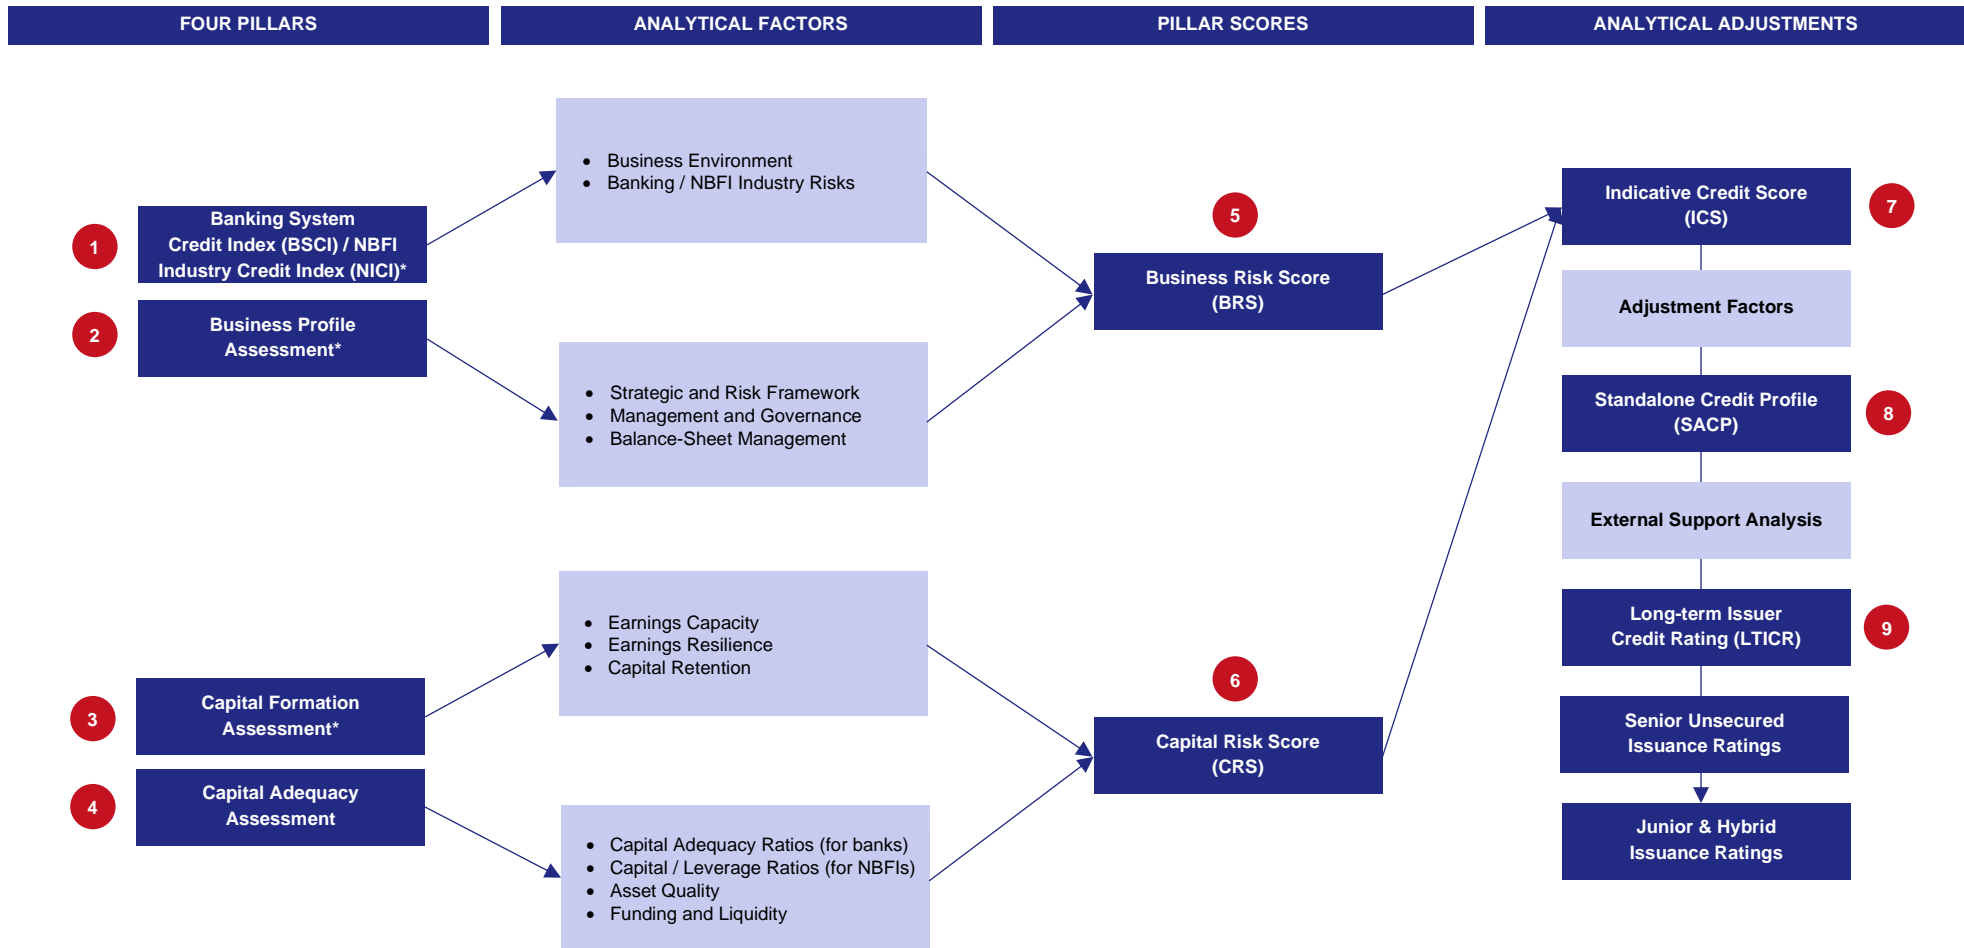 FOUR PILLARS
ANALYTICAL FACTORS
PILLAR SCORES
ANALYTICAL ADJUSTMENTS
1
Banking System
Credit Index (BSCI) / NBFI
Industry Credit Index (NICI)*
2
Business Profile
Assessment*
3
Capital Formation
Assessment*
4
Capital Adequacy
Assessment
• Business Environment
• Banking / NBFI Industry Risks
• Strategic and Risk Framework
• Management and Governance
• Balance-Sheet Management
• Earnings Capacity
• Earnings Resilience
• Capital Retention
• Capital Adequacy Ratios (for banks)
• Capital / Leverage Ratios (for NBFIs)
• Asset Quality
• Funding and Liquidity
5
Business Risk Score
(BRS)
6
Capital Risk Score
(CRS)
Indicative Credit Score
(ICS)
7
Adjustment Factors
Standalone Credit Profile
(SACP)
8
External Support Analysis
Long-term Issuer
Credit Rating (LTICR)
9
Senior Unsecured
Issuance Ratings
Junior & Hybrid
Issuance Ratings